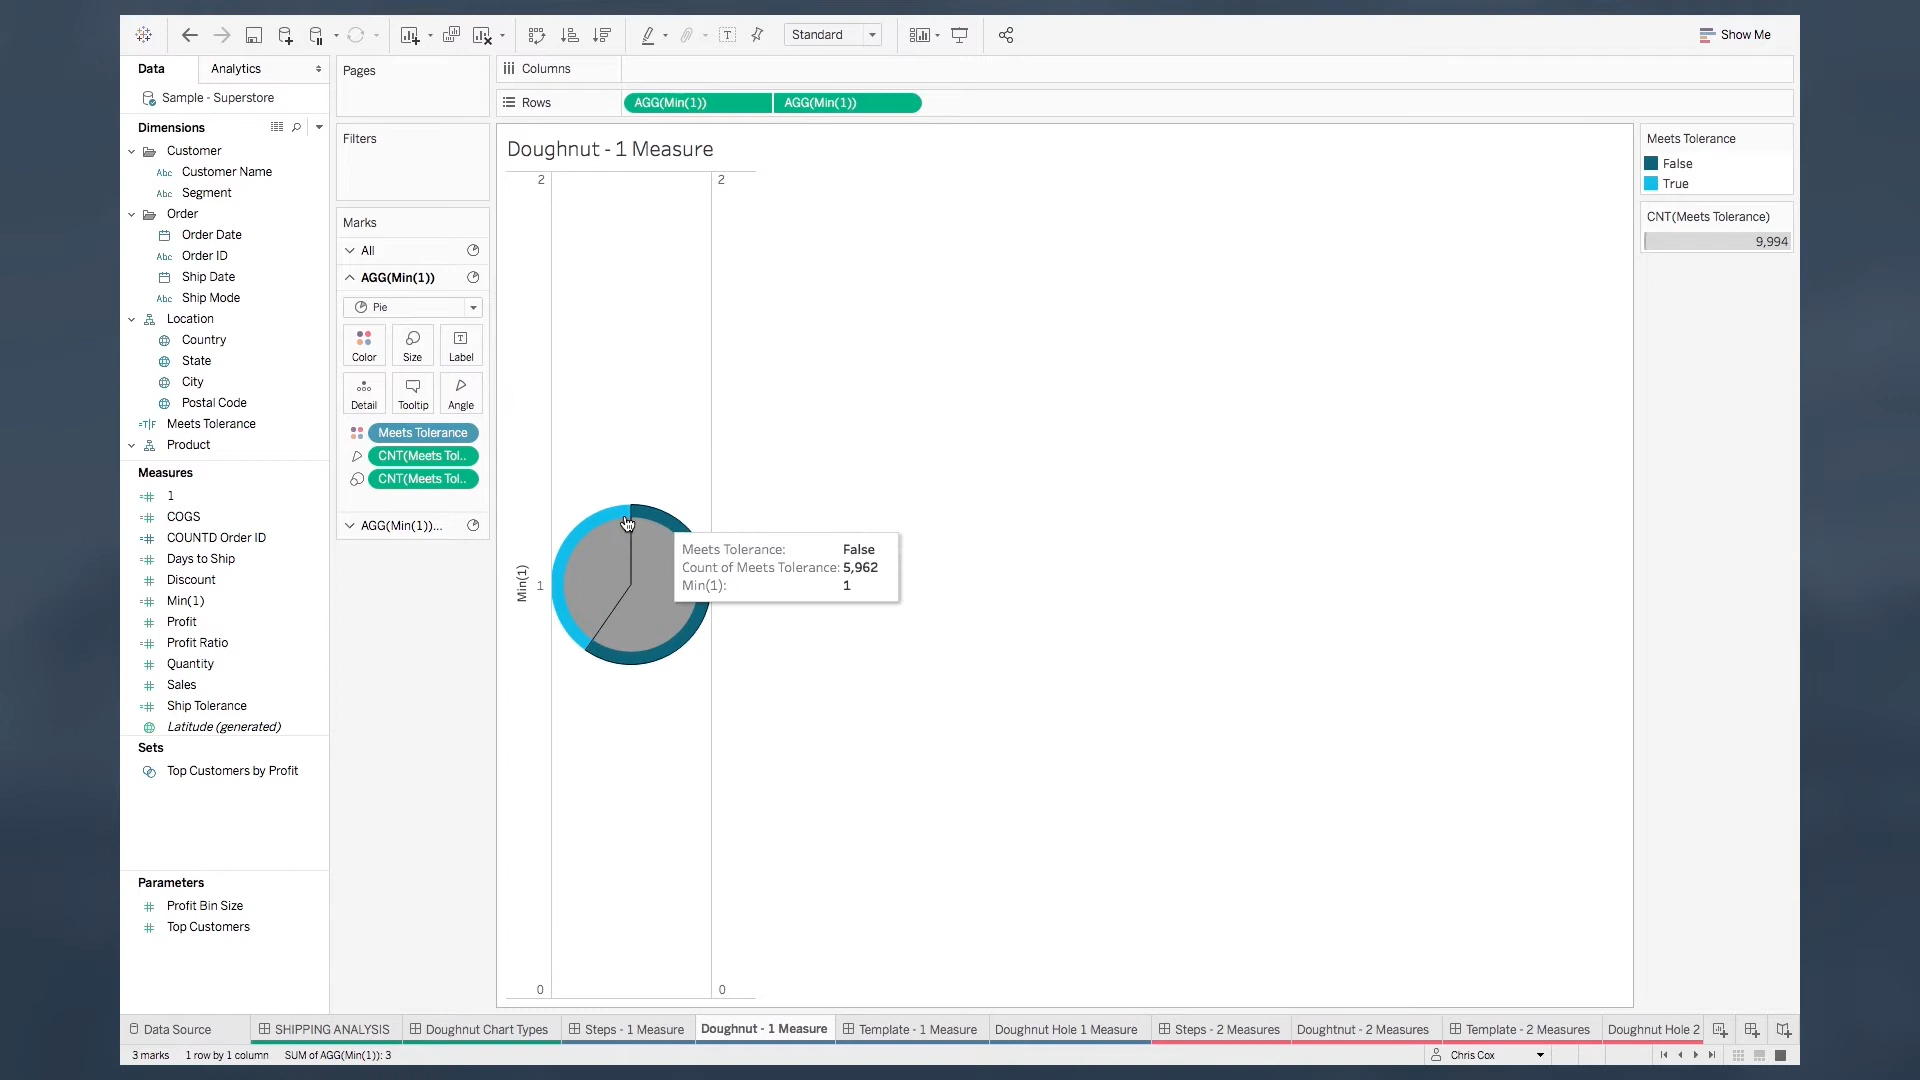 Standard
Show Me
Data
Analytics
Pages
Columns
Sample - Superstore
Rows
AGG(Min(1))
AGG(Min(1))
Dimensions
Customer
Abc Customer Name
Abc Segment
Order
Order Date
Abc Order ID
Ship Date
Abc Ship Mode
Location
Country
State
City
Postal Code
=T|F Meets Tolerance
Product
Measures
1
COGS
COUNTD Order ID
Days to Ship
Discount
Min(1)
Profit
Profit Ratio
Quantity
Sales
Ship Tolerance
Latitude (generated)
Sets
Top Customers by Profit
Parameters
Profit Bin Size
Top Customers
Filters
Marks
All
AGG(Min(1))
Pie
Color
Size
Label
Detail
Tooltip
Angle
Meets Tolerance
CNT(Meets Tol..
CNT(Meets Tol..
AGG(Min(1))...
Doughnut - 1 Measure
2
2
Min(1)
1
0
0
Meets Tolerance: False
Count of Meets Tolerance: 5,962
Min(1): 1
Meets Tolerance
False
True
CNT(Meets Tolerance)
9,994
Data Source
SHIPPING ANALYSIS
Doughnut Chart Types
Steps - 1 Measure
Doughnut - 1 Measure
Template - 1 Measure
Doughnut Hole 1 Measure
Steps - 2 Measures
Doughtnut - 2 Measures
Template - 2 Measures
Doughnut Hole 2
3 marks
1 row by 1 column
SUM of AGG(Min(1)): 3
Chris Cox